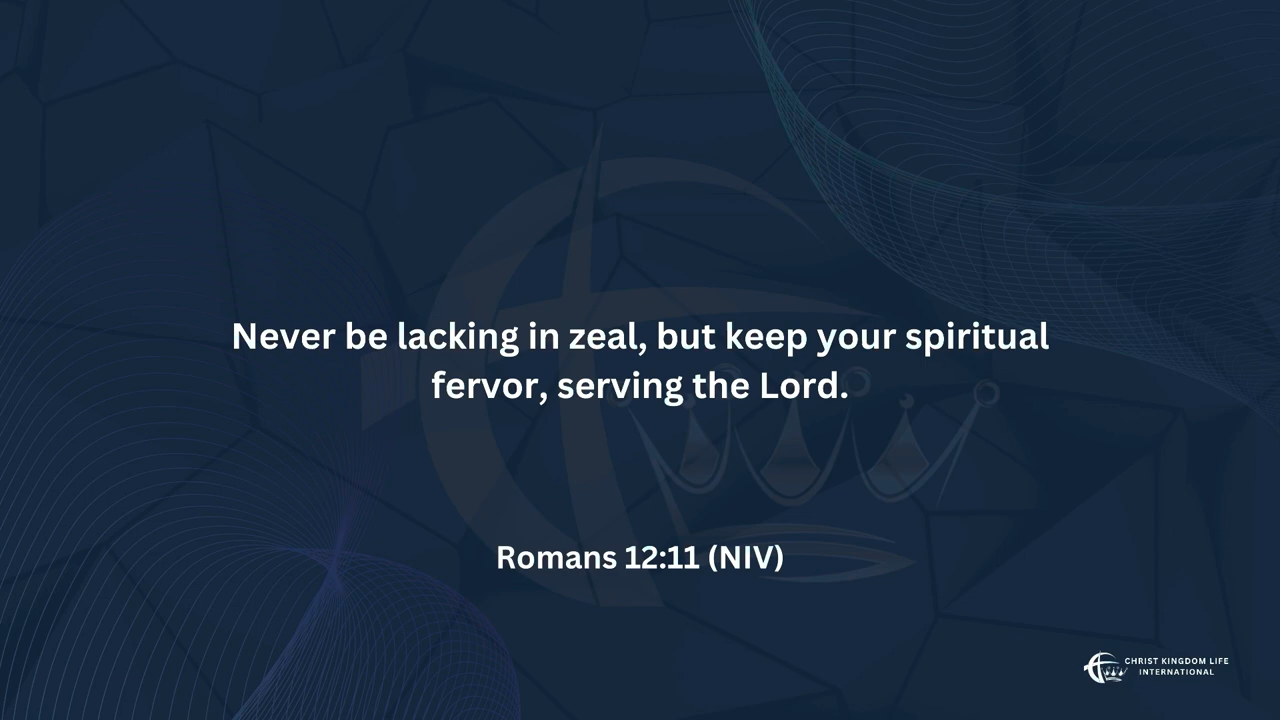 Never be lacking in zeal, but keep your spiritual
fervor, serving the Lord.
Romans 12:11 (NIV)
CHRIST KINGDOM LIFE
INTERNATIONAL